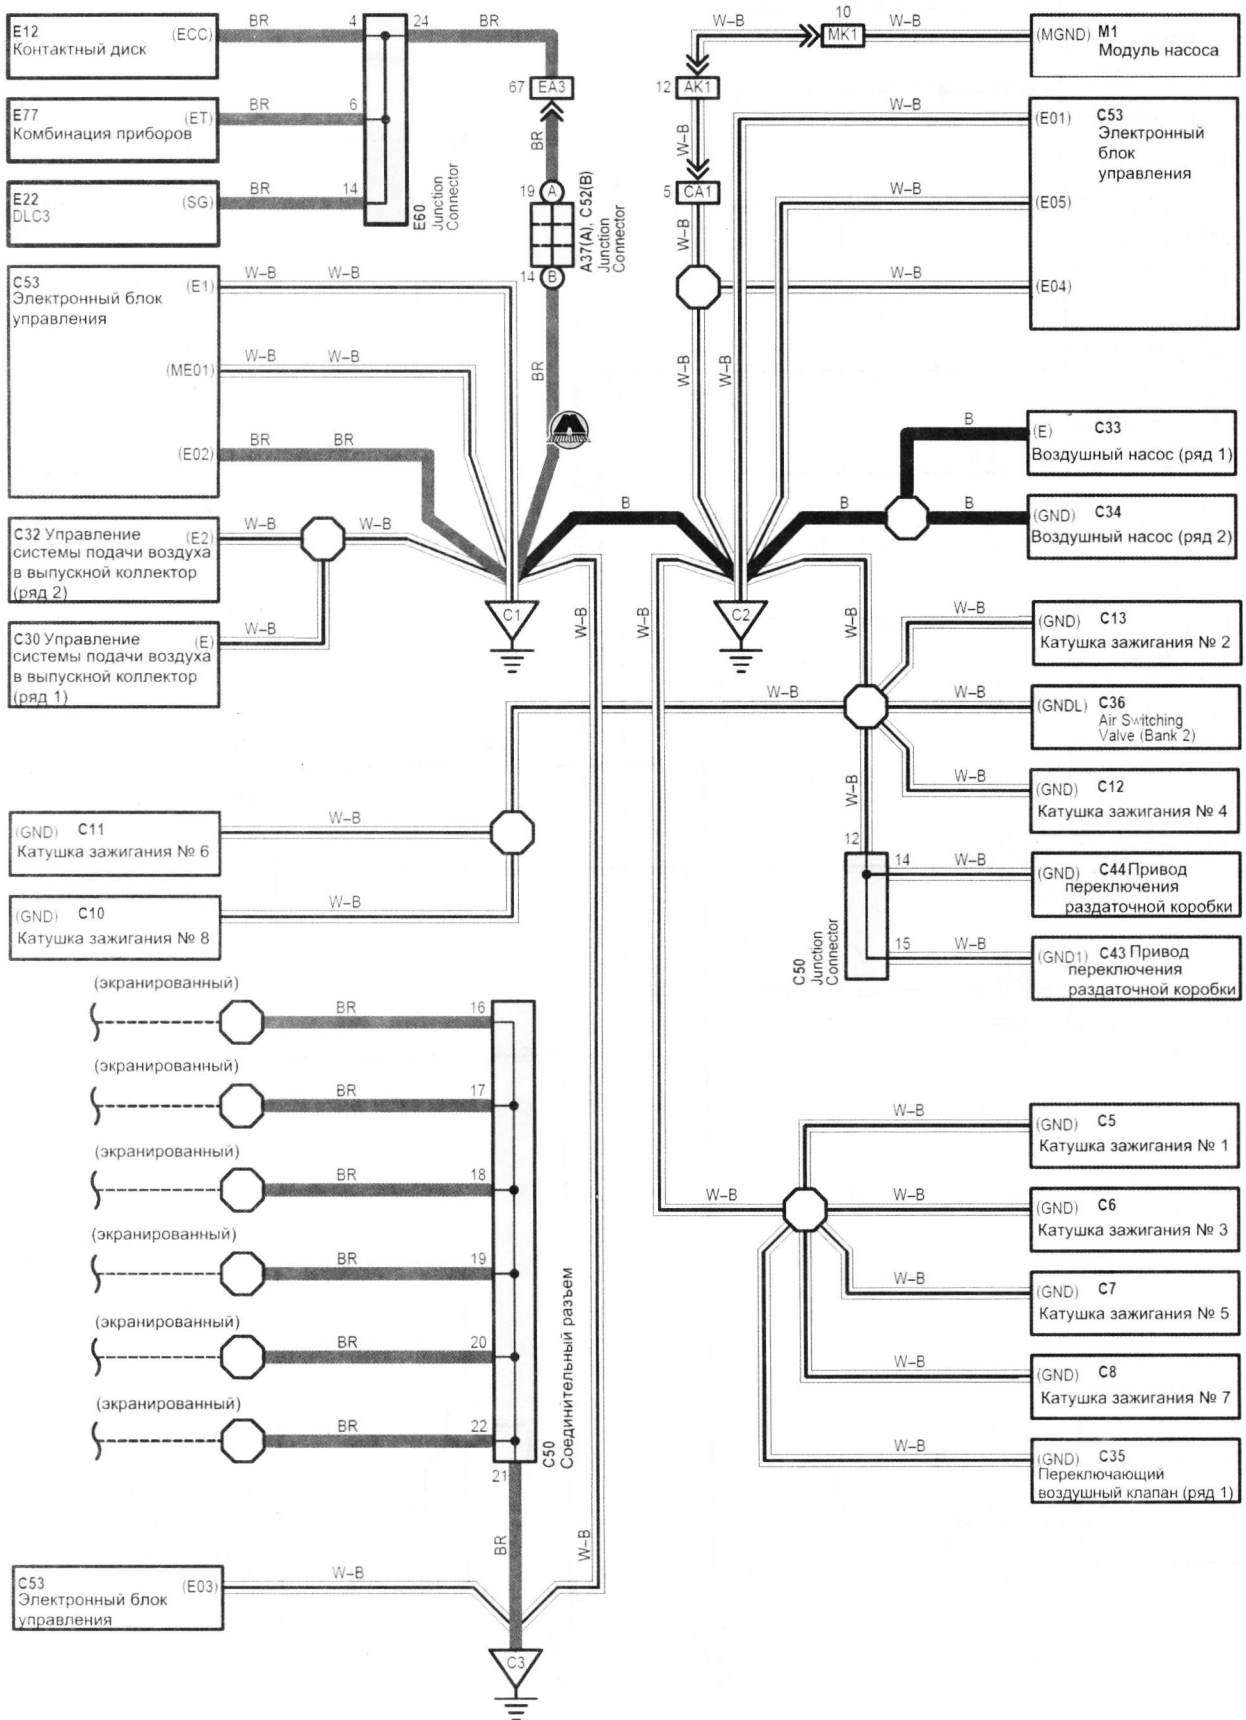 E12 (ECC)
Контактный диск
BR 4 24 BR
E77 (ET)
Комбинация приборов
BR 6
E22 (SG)
DLC3
BR 14
E60
Junction
Connector
67 EA3
BR
19 A
A37(A), C52(B)
Junction
Connector
14 B
BR
W–B 10 W–B
MK1
(MGND) M1
Модуль насоса
12 AK1
W–B
5 CA1
W–B
W–B
(E01) C53
Электронный
блок
управления
W–B
(E05)
W–B
(E04)
W–B
W–B
C53 (E1)
Электронный блок
управления
W–B W–B
(ME01)
W–B W–B
(E02)
BR BR
C32 Управление (E2)
системы подачи воздуха
в выпускной коллектор
(ряд 2)
W–B W–B
C30 Управление (E)
системы подачи воздуха
в выпускной коллектор
(ряд 1)
W–B
B
C1
W–B
W–B
C2
W–B
B
B
(E) C33
Воздушный насос (ряд 1)
B
(GND) C34
Воздушный насос (ряд 2)
W–B
(GND) C13
Катушка зажигания № 2
W–B
W–B
(GNDL) C36
Air Switching
Valve (Bank 2)
W–B
(GND) C12
Катушка зажигания № 4
W–B
12
14 W–B
(GND) C44 Привод
переключения
раздаточной коробки
15 W–B
(GND1) C43 Привод
переключения
раздаточной коробки
C50
Junction
Connector
(GND) C11
Катушка зажигания № 6
W–B
(GND) C10
Катушка зажигания № 8
W–B
(экранированный)
BR 16
(экранированный)
BR 17
(экранированный)
BR 18
(экранированный)
BR 19
(экранированный)
BR 20
(экранированный)
BR 22
21
C50
Соединительный разъем
BR
W–B
W–B
W–B
(GND) C5
Катушка зажигания № 1
W–B
(GND) C6
Катушка зажигания № 3
W–B
(GND) C7
Катушка зажигания № 5
W–B
(GND) C8
Катушка зажигания № 7
W–B
(GND) C35
Переключающий
воздушный клапан (ряд 1)
C53 (E03)
Электронный блок
управления
W–B
C3